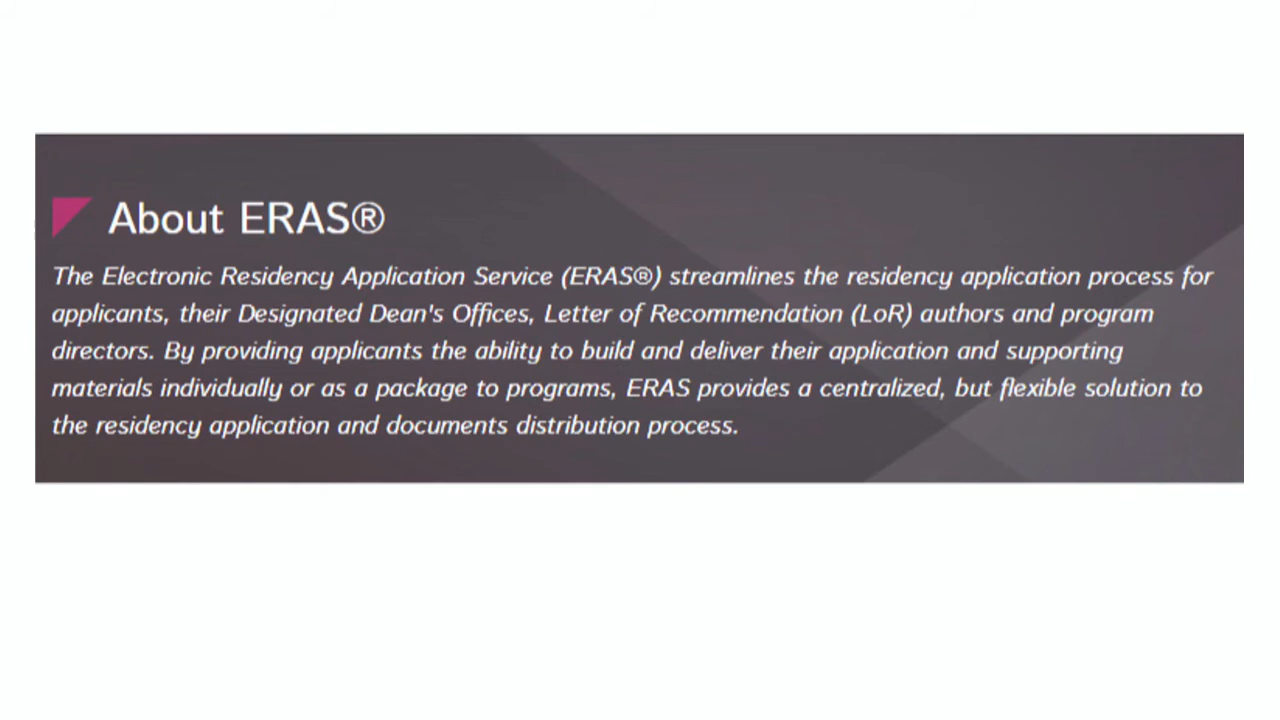 About ERAS®
The Electronic Residency Application Service (ERAS®) streamlines the residency application process for
applicants, their Designated Dean's Offices, Letter of Recommendation (LoR) authors and program
directors. By providing applicants the ability to build and deliver their application and supporting
materials individually or as a package to programs, ERAS provides a centralized, but flexible solution to
the residency application and documents distribution process.